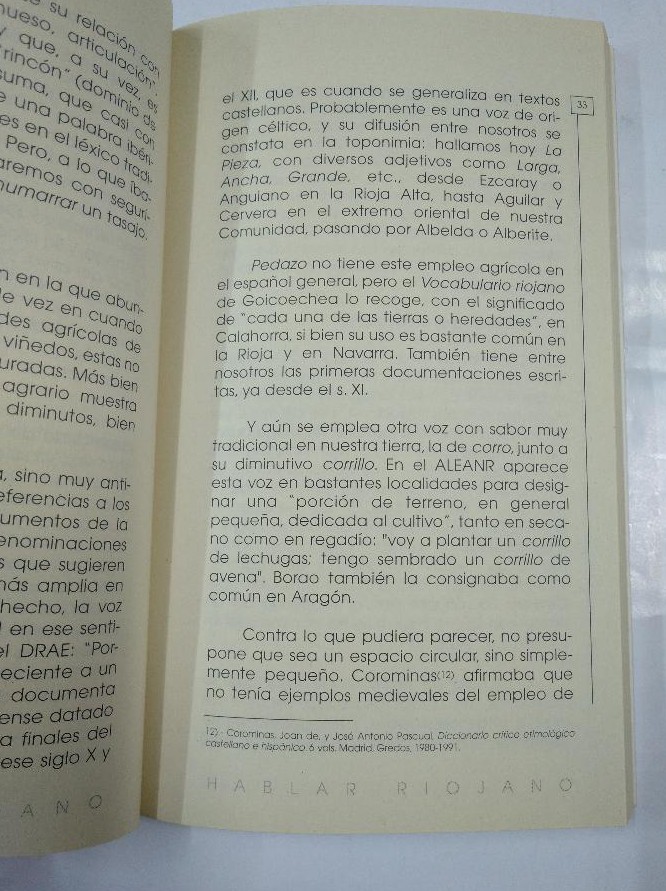 su relación con
hueso, articulación".
y que, a su vez, es
"rincón" (dominio de
suma, que casi con
una palabra ibéri-
es en el léxico tradi-
Pero, a lo que íba-
aremos con seguri-
humarrar un tasajo.
n en la que abun-
de vez en cuando
des agrícolas de
viñedos, estas no
uradas. Más bien
agrario muestra
diminutos, bien
, sino muy anti-
eferencias a los
umentos de la
enominaciones
s que sugieren
más amplia en
hecho, la voz
en ese senti-
el DRAE: "Por-
eciente a un
documenta
ense datado
a finales del
ese siglo X y
A N O
33
el XII, que es cuando se generaliza en textos
castellanos. Probablemente es una voz de ori-
gen céltico, y su difusión entre nosotros se
constata en la toponimia: hallamos hoy La
Pieza, con diversos adjetivos como Larga,
Ancha, Grande, etc., desde Ezcaray o
Anguiano en la Rioja Alta, hasta Aguilar y
Cervera en el extremo oriental de nuestra
Comunidad, pasando por Albelda o Alberite.
Pedazo no tiene este empleo agrícola en
el español general, pero el Vocabulario riojano
de Goicoechea lo recoge, con el significado
de "cada una de las tierras o heredades", en
Calahorra, si bien su uso es bastante común en
la Rioja y en Navarra. También tiene entre
nosotros las primeras documentaciones escri-
tas, ya desde el s. XI.
Y aún se emplea otra voz con sabor muy
tradicional en nuestra tierra, la de corro, junto a
su diminutivo corrillo. En el ALEANR aparece
esta voz en bastantes localidades para desig-
nar una "porción de terreno, en general
pequeña, dedicada al cultivo", tanto en seca-
no como en regadío: "voy a plantar un corrillo
de lechugas; tengo sembrado un corrillo de
avena". Borao también la consignaba como
común en Aragón.
Contra lo que pudiera parecer, no presu-
pone que sea un espacio circular, sino simple-
mente pequeño. Corominas(12) afirmaba que
no tenía ejemplos medievales del empleo de
12).- Corominas, Joan de, y José Antonio Pascual, Diccionario crítico etimológico
castellano e hispánico. 6 vols. Madrid, Gredos, 1980-1991.
H A B L A R R I O J A N O